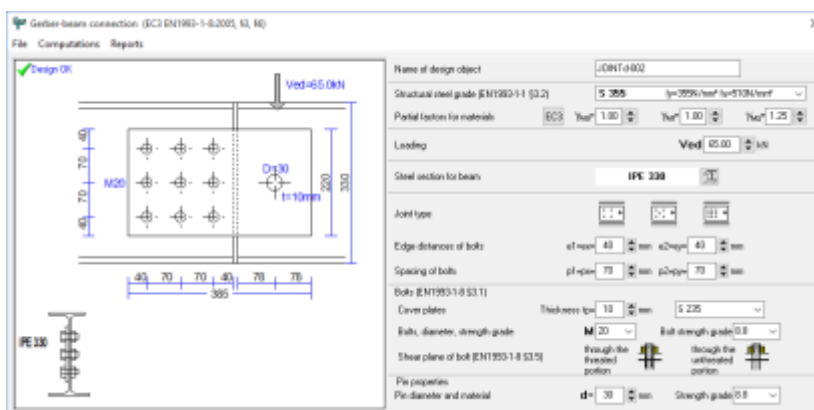 Gerber-beam connection (EC3 EN1993-1-8:2005, §3, §6)
File Computations Reports
Design OK
Ved=65.0kN
40
70
70
40
M20
D=30
t=10mm
220
330
40 70 70 40 78 78
385
IPE 330
Name of design object
Structural steel grade (EN1993-1-1 §3.2) S 355 fy=355N/mm² fu=510N/mm²
Partial factors for materials EC3 1.00 1.00 1.25
Loading Ved 65.00 kN
Steel section for beam IPE 330
Joint type
Edge distances of bolts e1=ex= 40 mm e2=ey= 40 mm
Spacing of bolts p1=px= 70 mm p2=py= 70 mm
Bolts (EN1993-1-8 §3.1)
Cover plates Thickness tp= 10 mm S 235
Bolts, diameter, strength grade M 20 Bolt strength grade 8.8
Shear plane of bolt (EN1993-1-8 §3.5) through the threated portion through the unthreated portion
Pin properties
Pin diameter and material d= 30 mm Strength grade 8.8